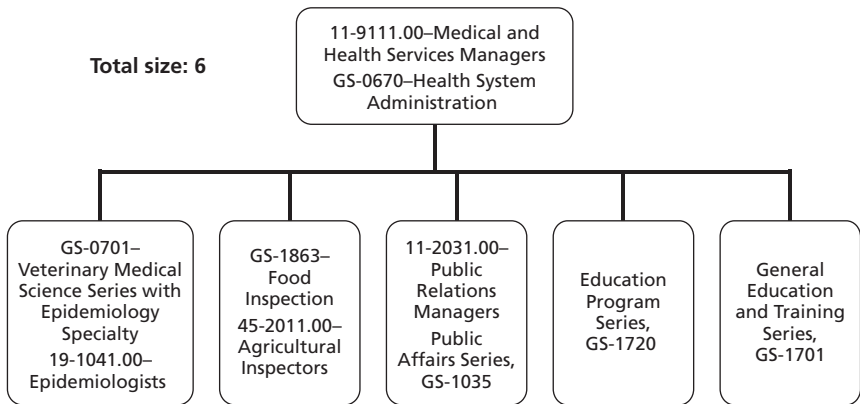 Total size: 6
11-9111.00–Medical and
Health Services Managers
GS-0670–Health System
Administration
GS-0701–
Veterinary Medical
Science Series with
Epidemiology
Specialty
19-1041.00–
Epidemiologists
GS-1863–
Food
Inspection
45-2011.00–
Agricultural
Inspectors
11-2031.00–
Public
Relations
Managers
Public
Affairs Series,
GS-1035
Education
Program
Series,
GS-1720
General
Education
and Training
Series,
GS-1701